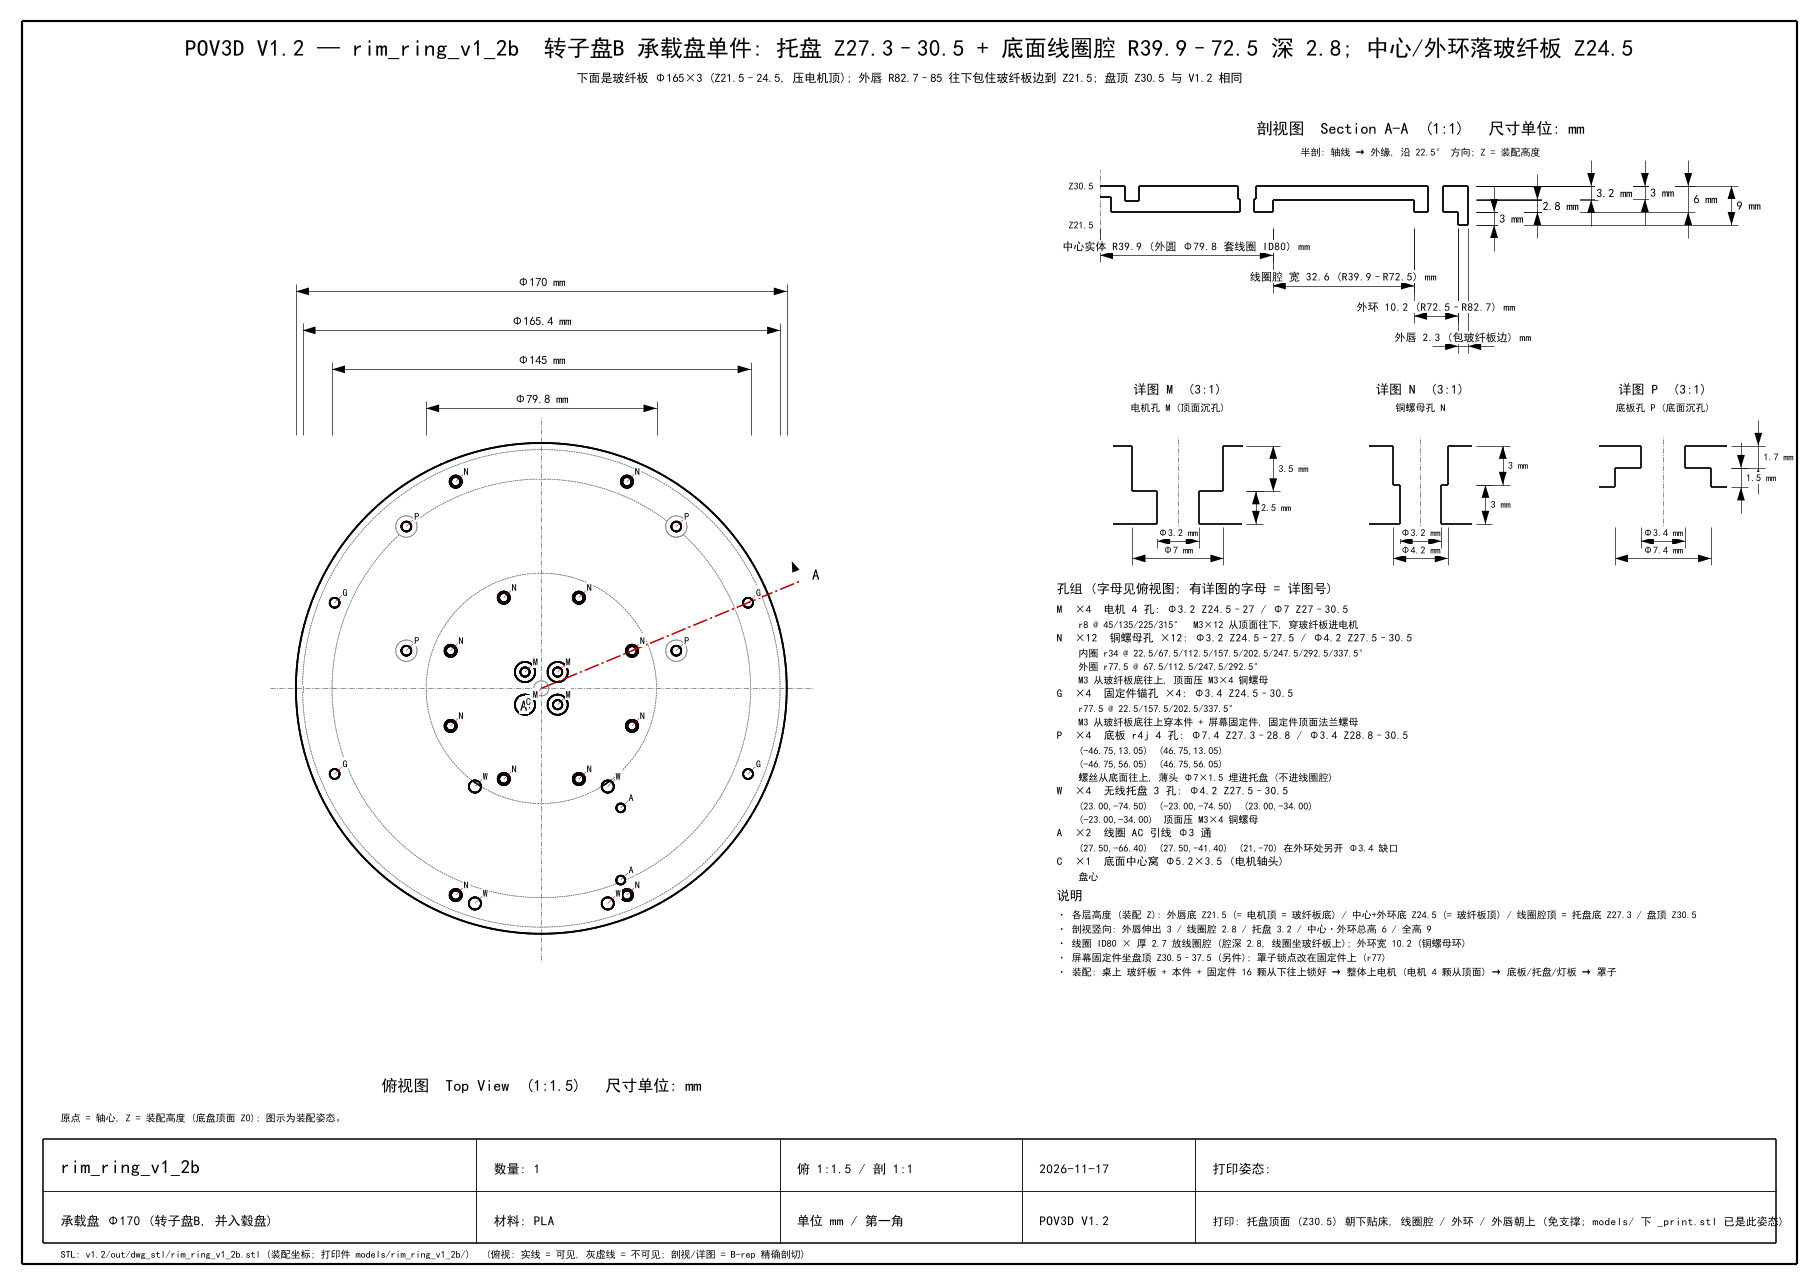 POV3D V1.2 — rim_ring_v1_2b  转子盘B 承载盘单件: 托盘 Z27.3-30.5 + 底面线圈腔 R39.9-72.5 深 2.8; 中心/外环落玻纤板 Z24.5
下面是玻纤板 Φ165×3 (Z21.5-24.5, 压电机顶); 外唇 R82.7-85 往下包住玻纤板边到 Z21.5; 盘顶 Z30.5 与 V1.2 相同
剖视图  Section A-A  (1:1)   尺寸单位: mm
半剖: 轴线 → 外缘, 沿 22.5° 方向; Z = 装配高度
Z30.5
Z21.5
3 mm
2.8 mm
3.2 mm
3 mm
6 mm
9 mm
中心实体 R39.9 (外圆 Φ79.8 套线圈 ID80) mm
线圈腔 宽 32.6 (R39.9-R72.5) mm
外环 10.2 (R72.5-R82.7) mm
外唇 2.3 (包玻纤板边) mm
Φ170 mm
Φ165.4 mm
Φ145 mm
Φ79.8 mm
N
N
P
P
G
G
N
N
P
P
N
N
M
M
M
M
C
A
A
N
N
G
G
N
N
W
W
A
A
N
N
W
W
详图 M  (3:1)
电机孔 M (顶面沉孔)
3.5 mm
2.5 mm
Φ3.2 mm
Φ7 mm
详图 N  (3:1)
铜螺母孔 N
3 mm
3 mm
Φ3.2 mm
Φ4.2 mm
详图 P  (3:1)
底板孔 P (底面沉孔)
1.7 mm
1.5 mm
Φ3.4 mm
Φ7.4 mm
孔组 (字母见俯视图; 有详图的字母 = 详图号)
M  ×4  电机 4 孔: Φ3.2 Z24.5-27 / Φ7 Z27-30.5
r8 @ 45/135/225/315°  M3×12 从顶面往下, 穿玻纤板进电机
N  ×12  铜螺母孔 ×12: Φ3.2 Z24.5-27.5 / Φ4.2 Z27.5-30.5
内圈 r34 @ 22.5/67.5/112.5/157.5/202.5/247.5/292.5/337.5°
外圈 r77.5 @ 67.5/112.5/247.5/292.5°
M3 从玻纤板底往上, 顶面压 M3×4 铜螺母
G  ×4  固定件锚孔 ×4: Φ3.4 Z24.5-30.5
r77.5 @ 22.5/157.5/202.5/337.5°
M3 从玻纤板底往上穿本件 + 屏幕固定件, 固定件顶面法兰螺母
P  ×4  底板 r4j 4 孔: Φ7.4 Z27.3-28.8 / Φ3.4 Z28.8-30.5
(-46.75,13.05)  (46.75,13.05)
(-46.75,56.05)  (46.75,56.05)
螺丝从底面往上, 薄头 Φ7×1.5 埋进托盘 (不进线圈腔)
W  ×4  无线托盘 3 孔: Φ4.2 Z27.5-30.5
(23.00,-74.50)  (-23.00,-74.50)  (23.00,-34.00)
(-23.00,-34.00)  顶面压 M3×4 铜螺母
A  ×2  线圈 AC 引线 Φ3 通
(27.50,-66.40)  (27.50,-41.40)  (21,-70) 在外环处另开 Φ3.4 缺口
C  ×1  底面中心窝 Φ5.2×3.5 (电机轴头)
盘心
说明
· 各层高度 (装配 Z): 外唇底 Z21.5 (= 电机顶 = 玻纤板底) / 中心+外环底 Z24.5 (= 玻纤板顶) / 线圈腔顶 = 托盘底 Z27.3 / 盘顶 Z30.5
· 剖视竖向: 外唇伸出 3 / 线圈腔 2.8 / 托盘 3.2 / 中心·外环总高 6 / 全高 9
· 线圈 ID80 × 厚 2.7 放线圈腔 (腔深 2.8, 线圈坐玻纤板上); 外环宽 10.2 (铜螺母环)
· 屏幕固定件坐盘顶 Z30.5-37.5 (另件); 罩子锁点改在固定件上 (r77)
· 装配: 桌上 玻纤板 + 本件 + 固定件 16 颗从下往上锁好 → 整体上电机 (电机 4 颗从顶面) → 底板/托盘/灯板 → 罩子
俯视图  Top View  (1:1.5)   尺寸单位: mm
原点 = 轴心, Z = 装配高度 (底盘顶面 Z0); 图示为装配姿态。
rim_ring_v1_2b
数量: 1
俯 1:1.5 / 剖 1:1
2026-11-17
打印姿态:
承载盘 Φ170 (转子盘B, 并入毂盘)
材料: PLA
单位 mm / 第一角
POV3D V1.2
打印: 托盘顶面 (Z30.5) 朝下贴床, 线圈腔 / 外环 / 外唇朝上 (免支撑; models/ 下 _print.stl 已是此姿态)
STL: v1.2/out/dwg_stl/rim_ring_v1_2b.stl (装配坐标; 打印件 models/rim_ring_v1_2b/)   (俯视: 实线 = 可见, 灰虚线 = 不可见; 剖视/详图 = B-rep 精确剖切)